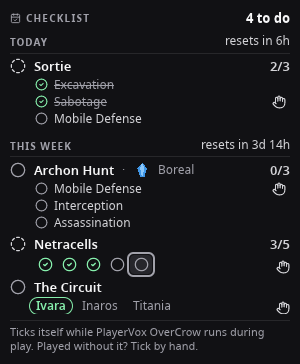 CHECKLIST 4 to do
TODAY resets in 6h
Sortie 2/3
Excavation
Sabotage
Mobile Defense
THIS WEEK resets in 3d 14h
Archon Hunt · Boreal 0/3
Mobile Defense
Interception
Assassination
Netracells 3/5
The Circuit
Ivara Inaros Titania
Ticks itself while PlayerVox OverCrow runs during
play. Played without it? Tick by hand.